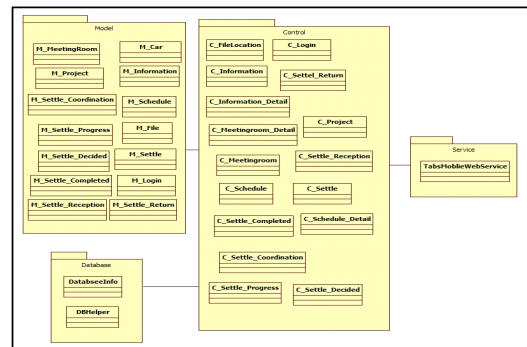 Model
M_MeetingRoom
M_Car
M_Project
M_Information
M_Settle_Coordination
M_Schedule
M_Settle_Progress
M_File
M_Settle_Decided
M_Settle
M_Settle_Completed
M_Login
M_Settle_Reception
M_Settle_Return
Control
C_FileLocation
C_Login
C_Information
C_Settel_Return
C_Information_Detail
C_Project
C_Meetingroom_Detail
C_Meetingroom
C_Settle_Reception
C_Schedule
C_Settle
C_Settle_Completed
C_Schedule_Detail
C_Settle_Coordination
C_Settle_Progress
C_Settle_Decided
Service
TabsMoblieWebService
Database
DatabseeInfo
DBHelper